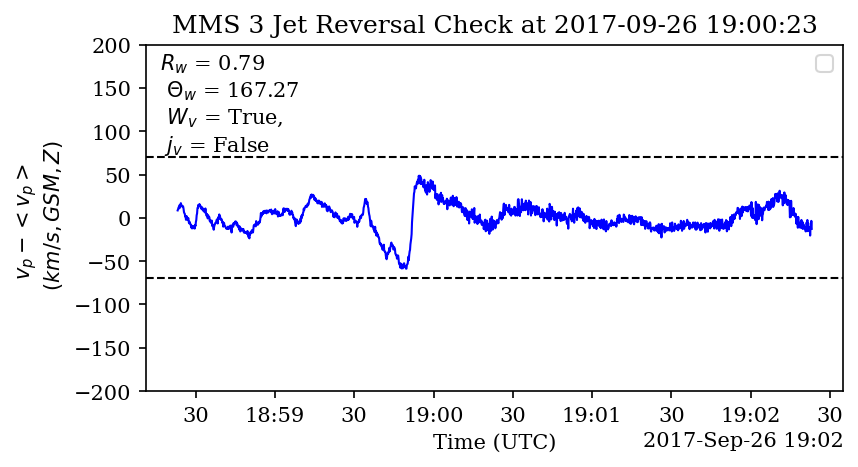 MMS 3 Jet Reversal Check at 2017-09-26 19:00:23
R_w = 0.79
Θ_w = 167.27
W_v = True,
j_v = False
200
150
100
50
0
−50
−100
−150
−200
v_p − < v_p >
(km/s, GSM, Z)
30 18:59 30 19:00 30 19:01 30 19:02 30
Time (UTC)
2017-Sep-26 19:02